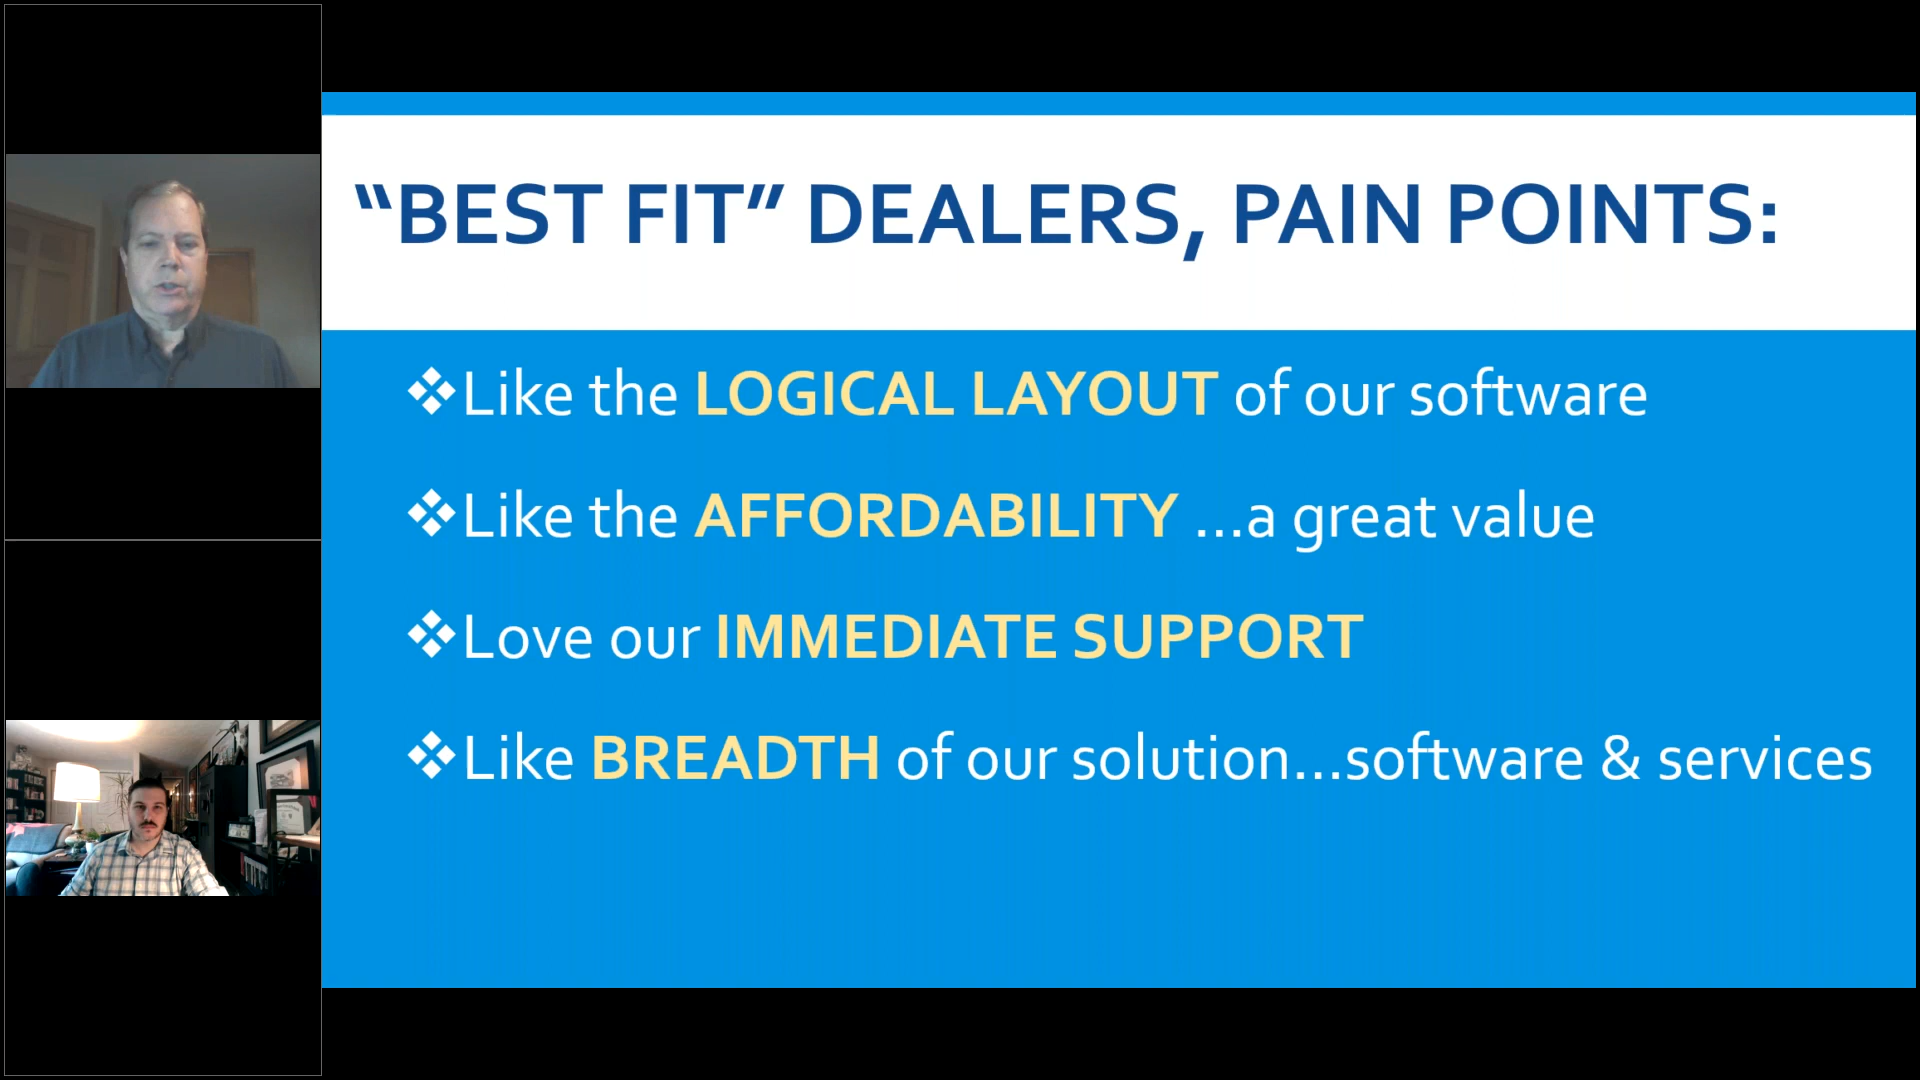 “BEST FIT” DEALERS, PAIN POINTS:
❖Like the LOGICAL LAYOUT of our software
❖Like the AFFORDABILITY ...a great value
❖Love our IMMEDIATE SUPPORT
❖Like BREADTH of our solution...software & services